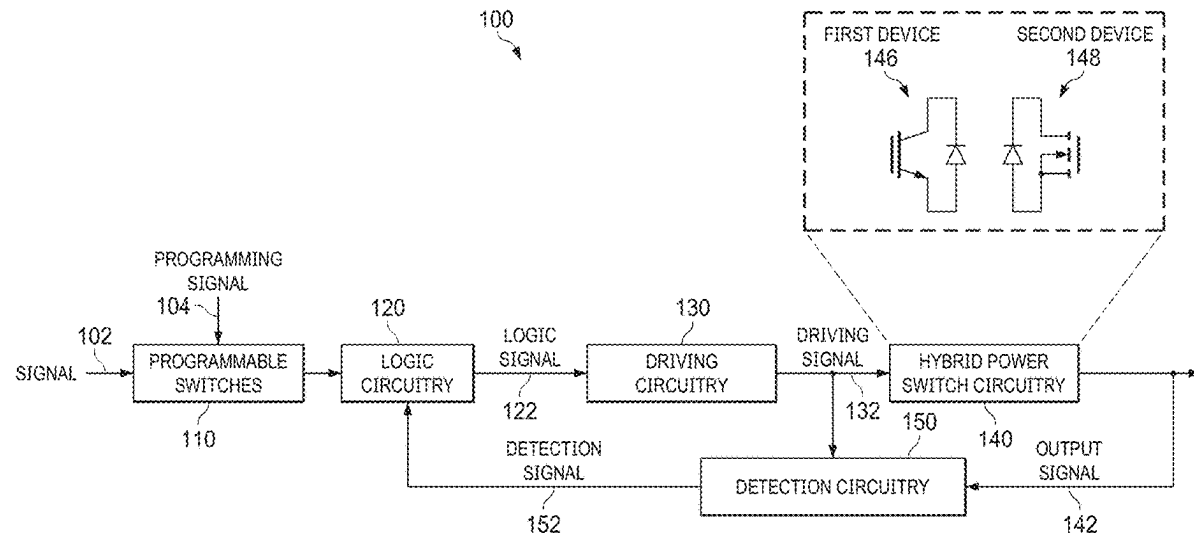 100
FIRST DEVICE
146
SECOND DEVICE
148
PROGRAMMING
SIGNAL
104
SIGNAL
102
PROGRAMMABLE
SWITCHES
110
120
LOGIC
CIRCUITRY
LOGIC
SIGNAL
122
130
DRIVING
CIRCUITRY
DRIVING
SIGNAL
132
HYBRID POWER
SWITCH CIRCUITRY
140
150
DETECTION CIRCUITRY
DETECTION
SIGNAL
152
OUTPUT
SIGNAL
142